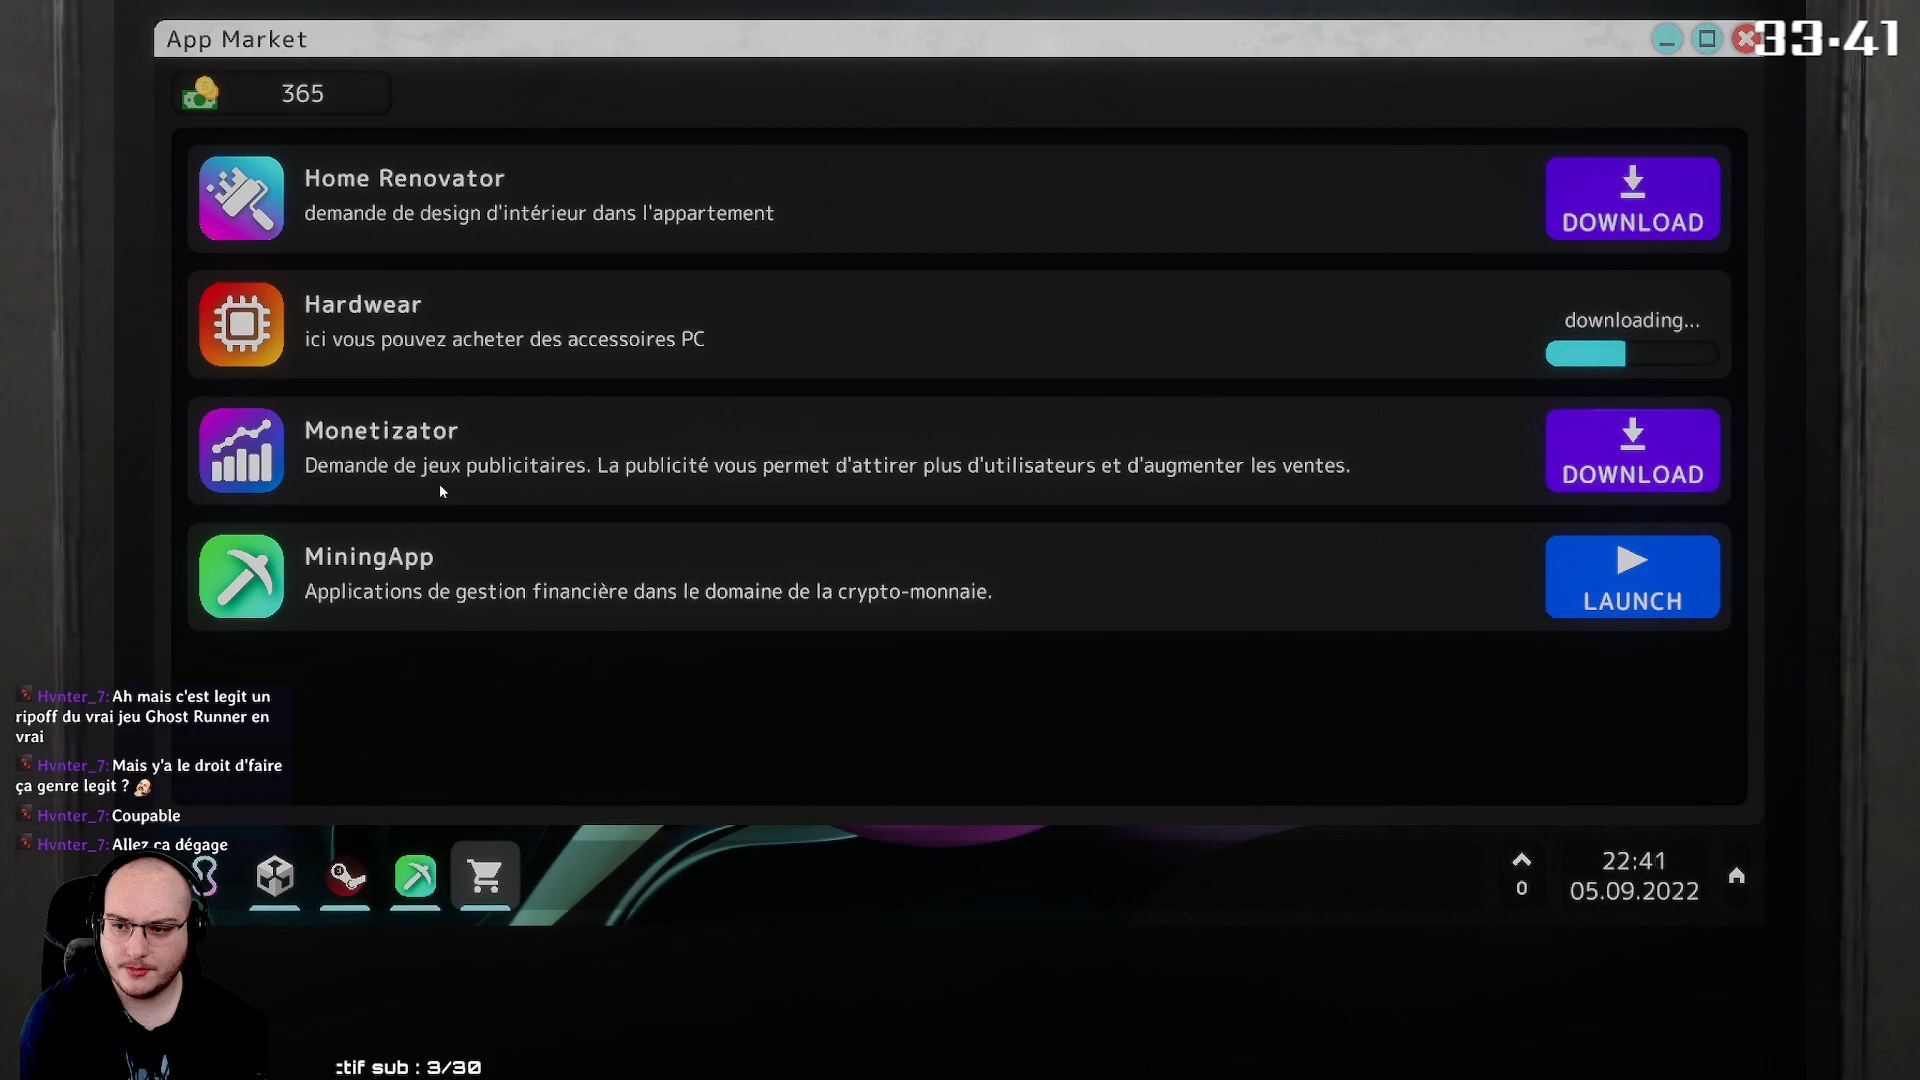 App Market
33:41
365
Home Renovator
demande de design d'intérieur dans l'appartement
DOWNLOAD
Hardwear
ici vous pouvez acheter des accessoires PC
downloading...
Monetizator
Demande de jeux publicitaires. La publicité vous permet d'attirer plus d'utilisateurs et d'augmenter les ventes.
DOWNLOAD
MiningApp
Applications de gestion financière dans le domaine de la crypto-monnaie.
LAUNCH
Hvnter_7: Ah mais c'est legit un
ripoff du vrai jeu Ghost Runner en
vrai
Hvnter_7: Mais y'a le droit d'faire
ça genre legit ?
Hvnter_7: Coupable
Hvnter_7: Allez ça dégage
0
22:41
05.09.2022
ctif sub : 3/30